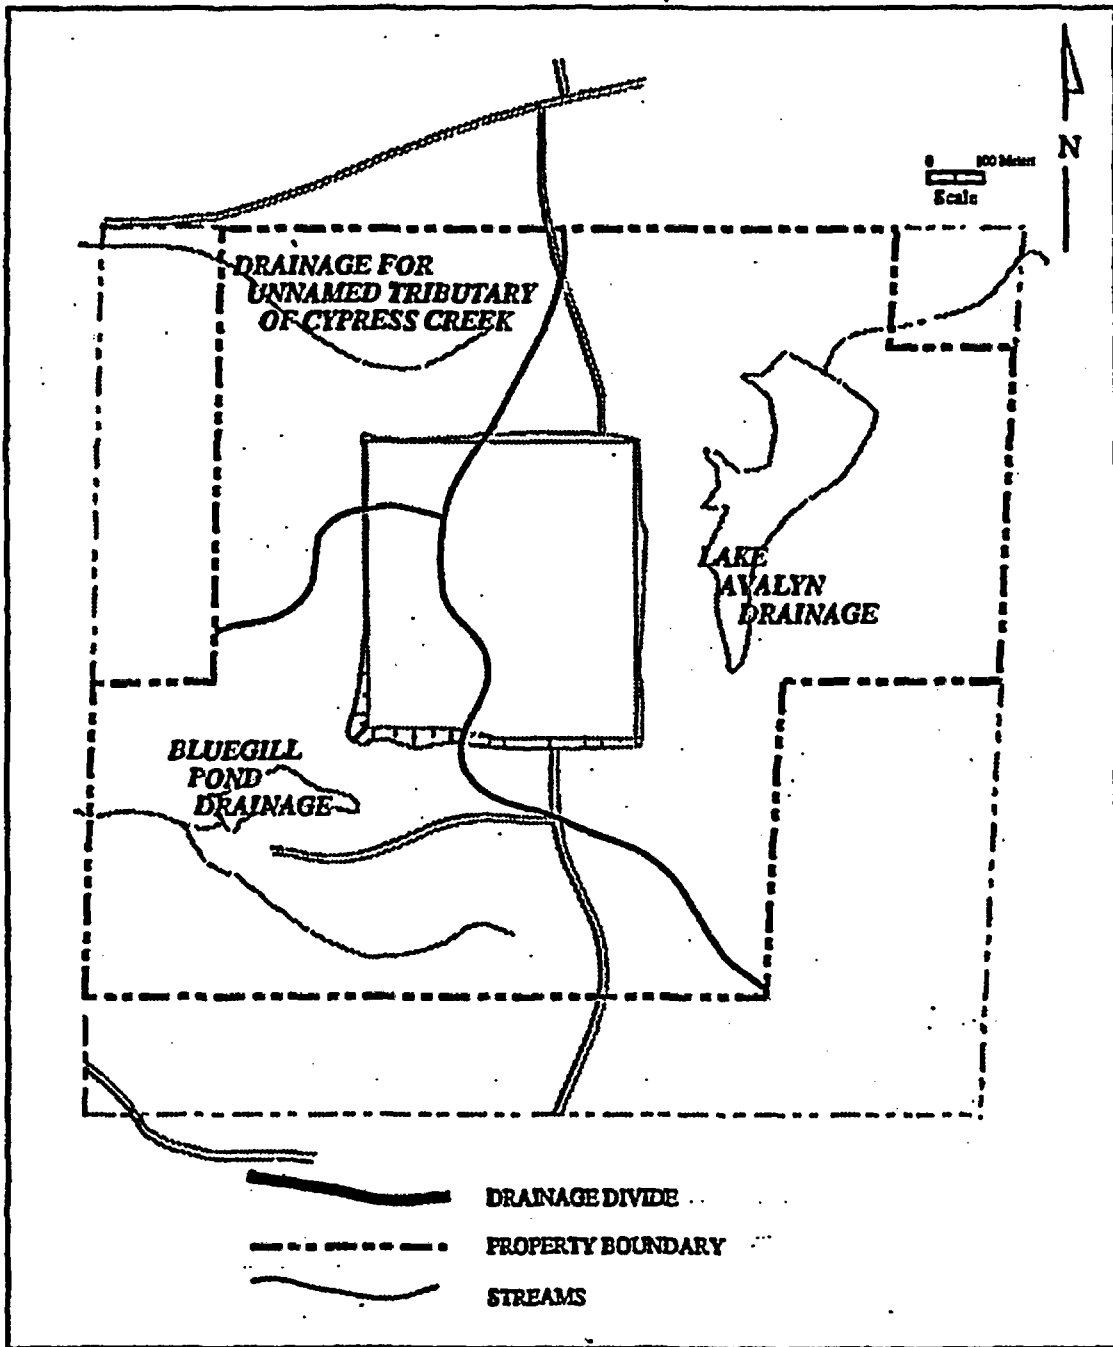 N
0 100 Meters
Scale
DRAINAGE FOR
UNNAMED TRIBUTARY
OF CYPRESS CREEK
LAKE
AVALYN
DRAINAGE
BLUEGILL
POND
DRAINAGE
DRAINAGE DIVIDE
PROPERTY BOUNDARY
STREAMS